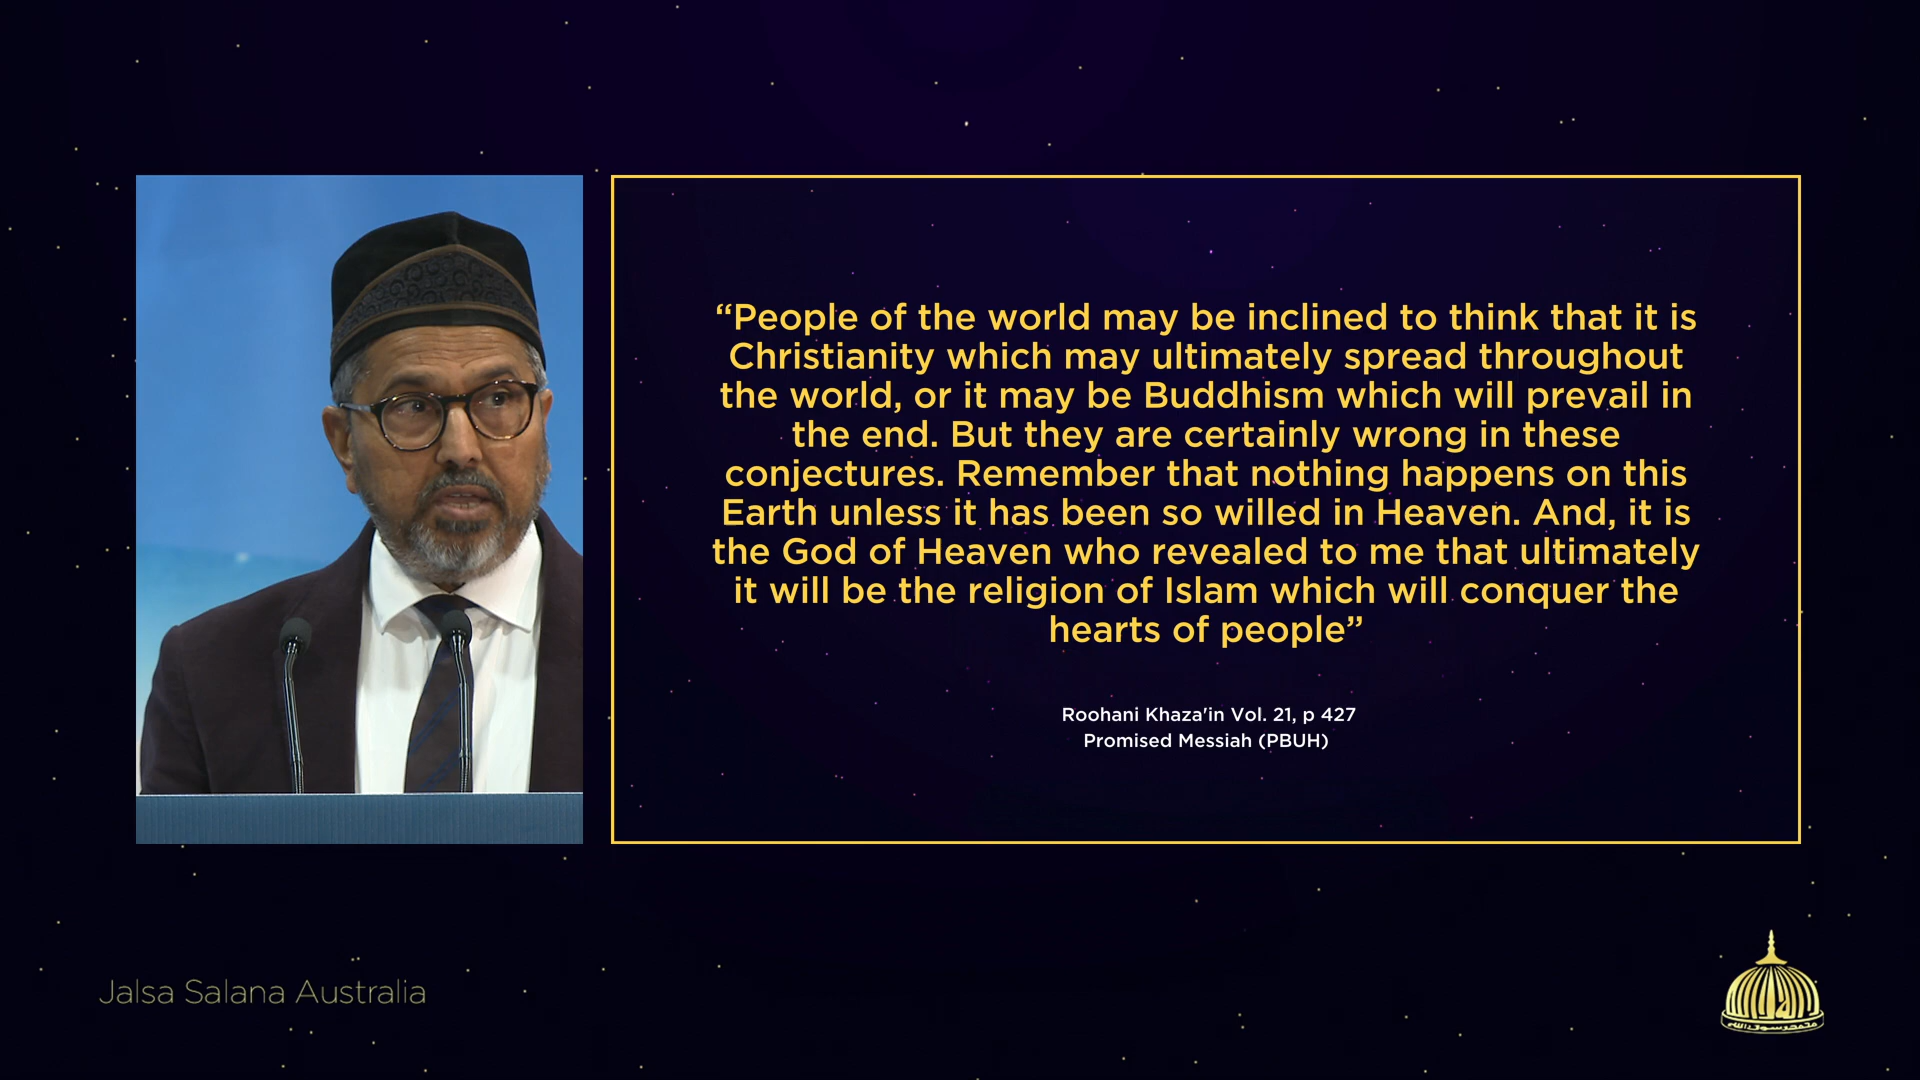 “People of the world may be inclined to think that it is
Christianity which may ultimately spread throughout
the world, or it may be Buddhism which will prevail in
the end. But they are certainly wrong in these
conjectures. Remember that nothing happens on this
Earth unless it has been so willed in Heaven. And, it is
the God of Heaven who revealed to me that ultimately
it will be the religion of Islam which will conquer the
hearts of people”
Roohani Khaza'in Vol. 21, p 427
Promised Messiah (PBUH)
Jalsa Salana Australia